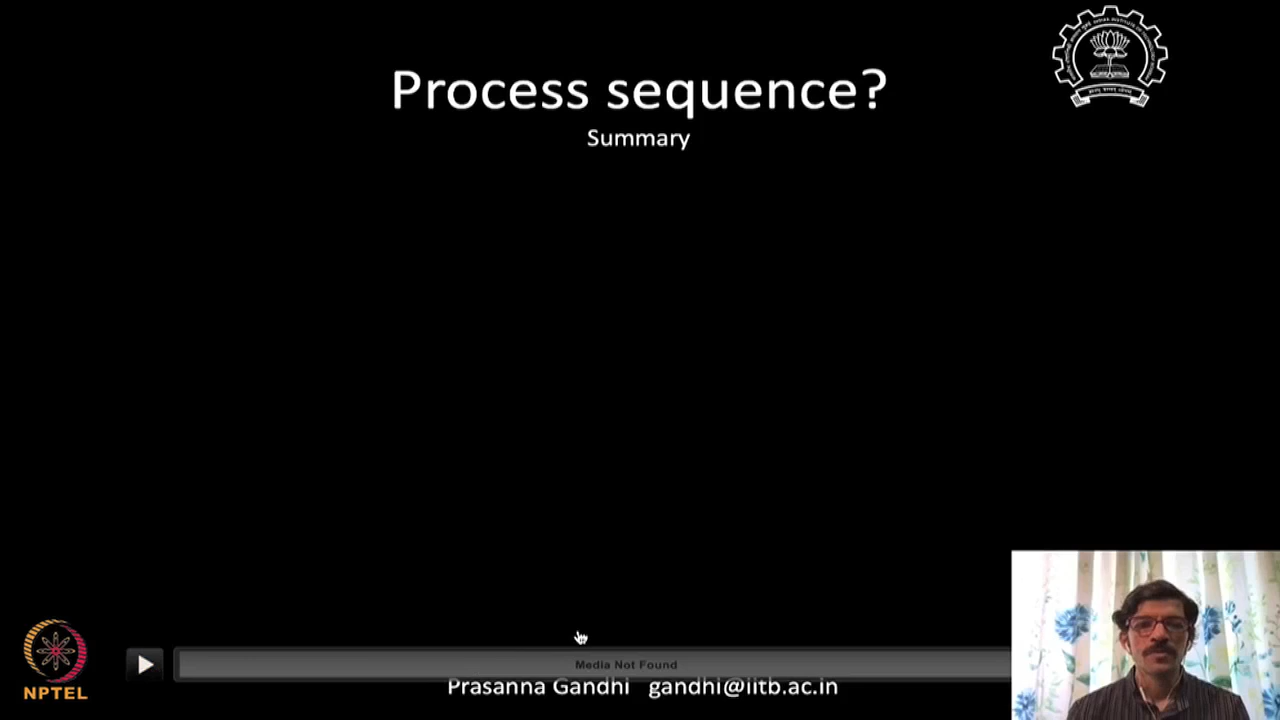 Process sequence?
Summary
Media Not Found
Prasanna Gandhi gandhi@iitb.ac.in
NPTEL